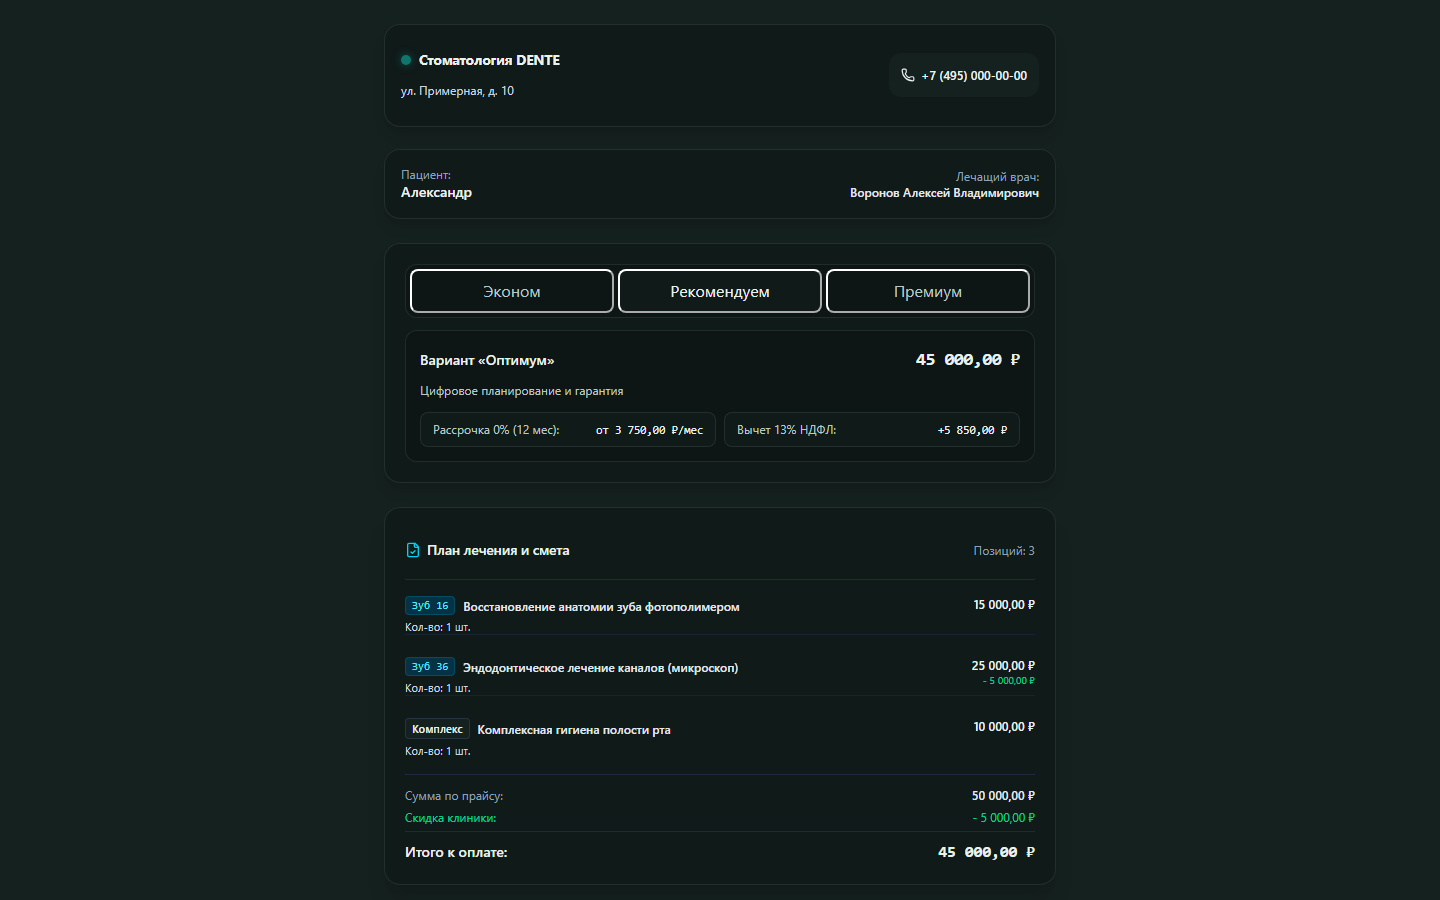 Стоматология DENTE
ул. Примерная, д. 10
+7 (495) 000-00-00
Пациент:
Александр
Лечащий врач:
Воронов Алексей Владимирович
Эконом
Рекомендуем
Премиум
Вариант «Оптимум»
45 000,00 ₽
Цифровое планирование и гарантия
Рассрочка 0% (12 мес):
от 3 750,00 ₽/мес
Вычет 13% НДФЛ:
+5 850,00 ₽
План лечения и смета
Позиций: 3
Зуб 16 Восстановление анатомии зуба фотополимером
15 000,00 ₽
Кол-во: 1 шт.
Зуб 36 Эндодонтическое лечение каналов (микроскоп)
25 000,00 ₽
- 5 000,00 ₽
Кол-во: 1 шт.
Комплекс Комплексная гигиена полости рта
10 000,00 ₽
Кол-во: 1 шт.
Сумма по прайсу:
50 000,00 ₽
Скидка клиники:
- 5 000,00 ₽
Итого к оплате:
45 000,00 ₽